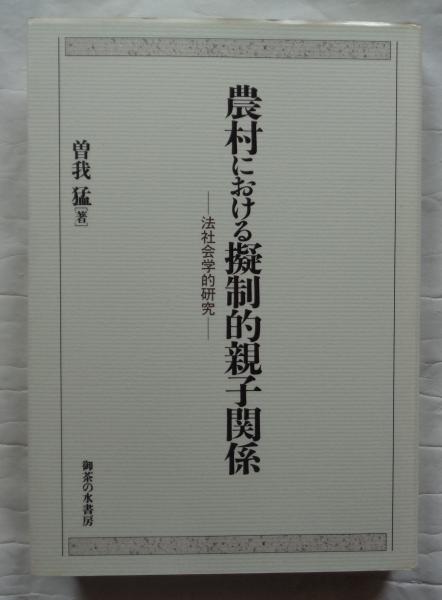 農村における擬制的親子関係
―法社会学的研究―
曽我 猛[著]
御茶の水書房